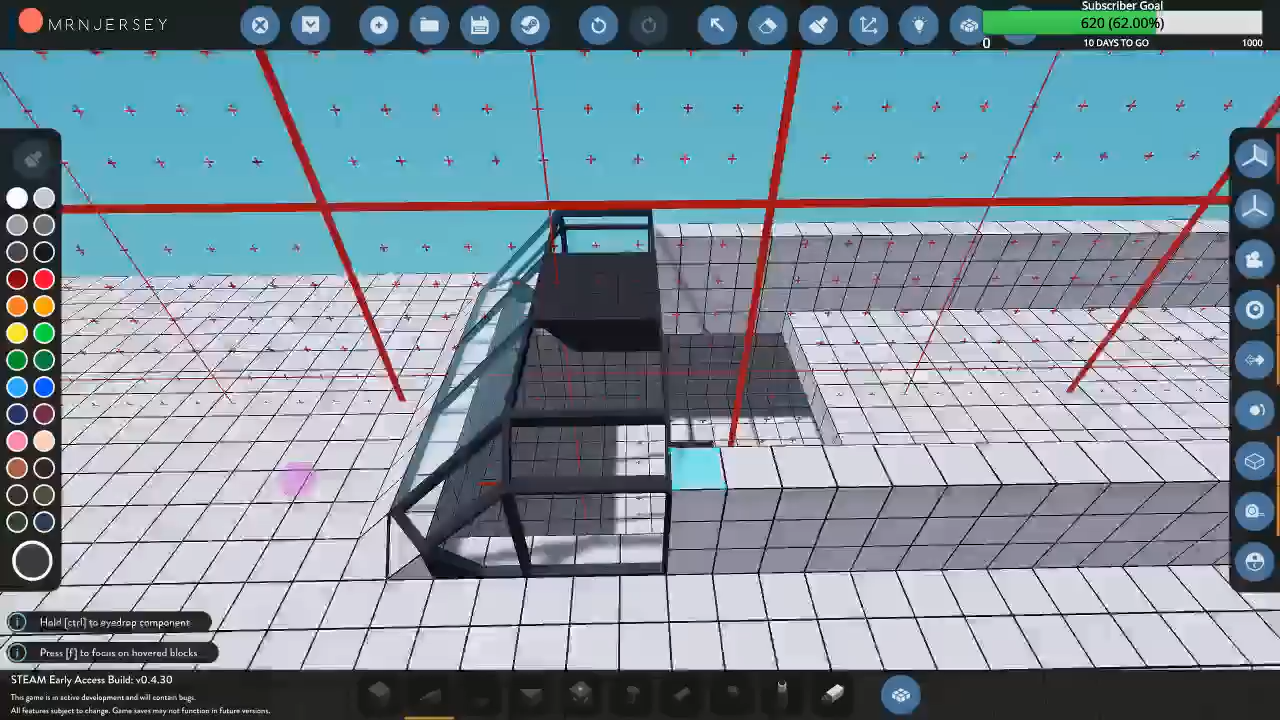 MRNJERSEY
Subscriber Goal
620 (62.00%)
0 10 DAYS TO GO 1000
Hold [ctrl] to eyedrop component
Press [f] to focus on hovered blocks
STEAM Early Access Build: v0.4.30
This game is in active development and will contain bugs.
All features subject to change. Game saves may not function in future versions.